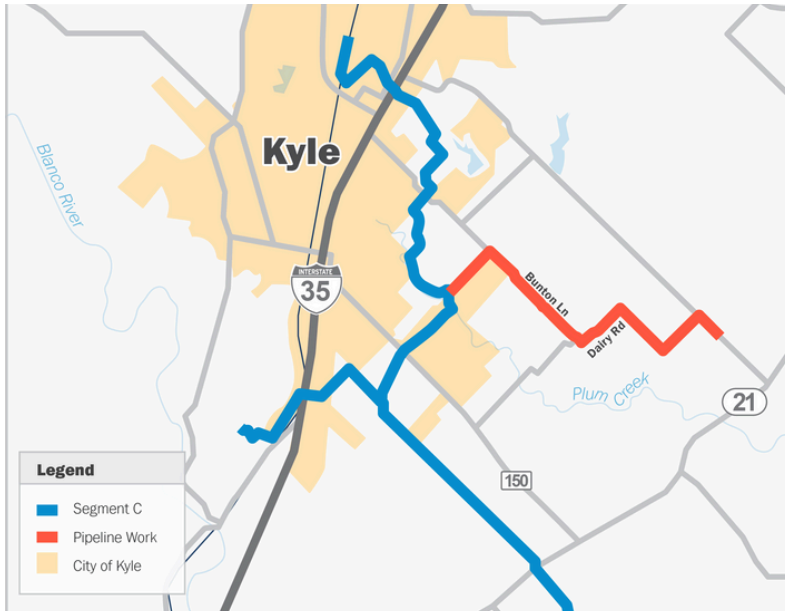 Kyle
Blanco River
INTERSTATE
35
Bunton Ln
Dairy Rd
Plum Creek
21
150
Legend
Segment C
Pipeline Work
City of Kyle